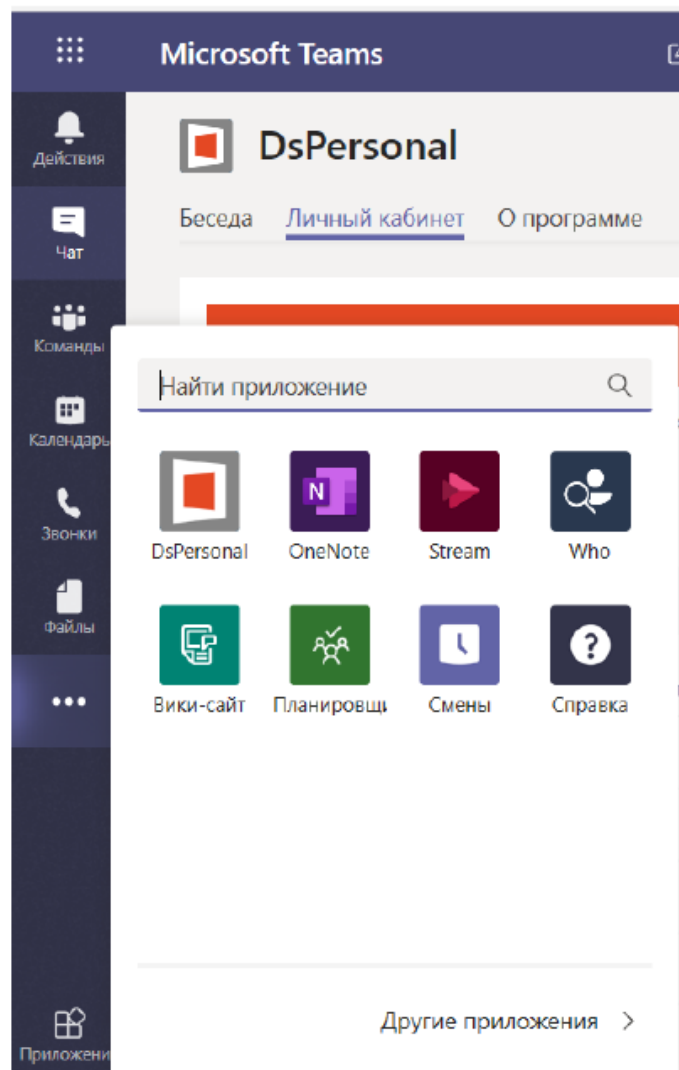 Microsoft Teams
Действия
DsPersonal
Беседа Личный кабинет О программе
Чат
Команды
Найти приложение
Календарь
DsPersonal OneNote Stream Who
Звонки
Файлы
Вики-сайт Планировщи Смены Справка
Другие приложения
Приложени